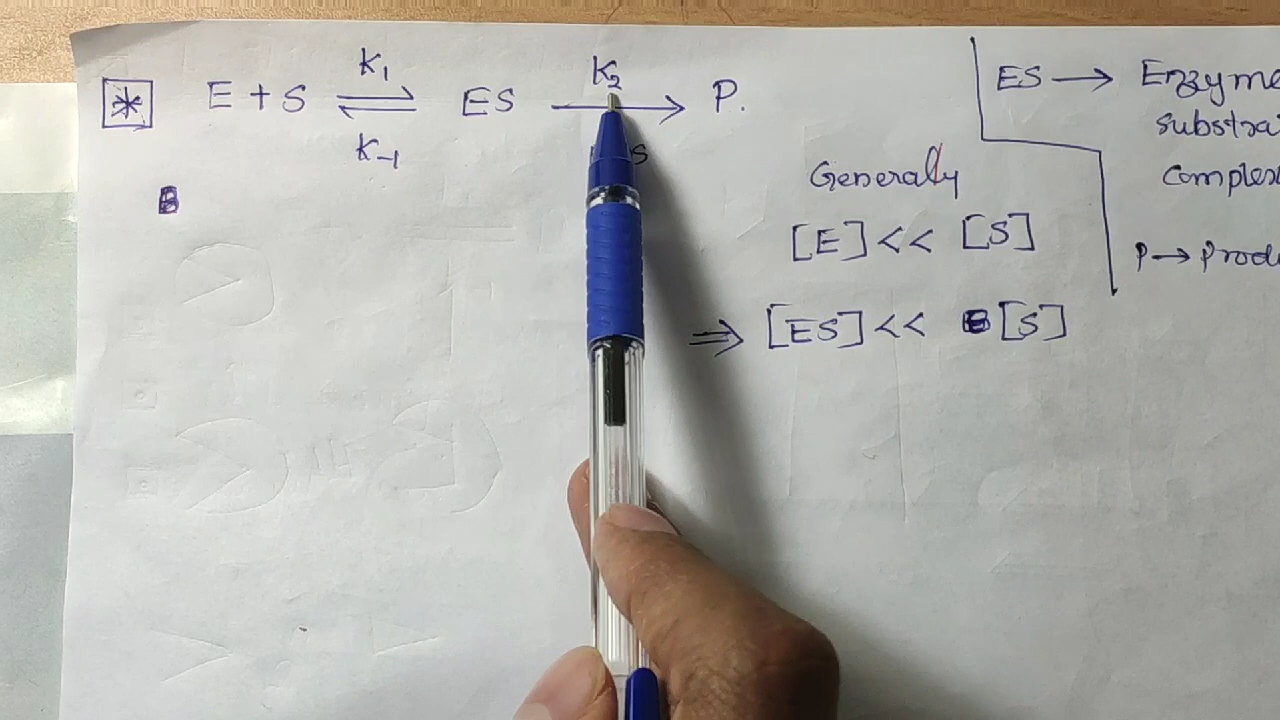 * E + S ⇌ ES → P.
K₁
K₋₁
K₂
B
Generally
[E] << [S]
⇒ [ES] << [S]
ES → Enzyme
substra
complex
P → Prod